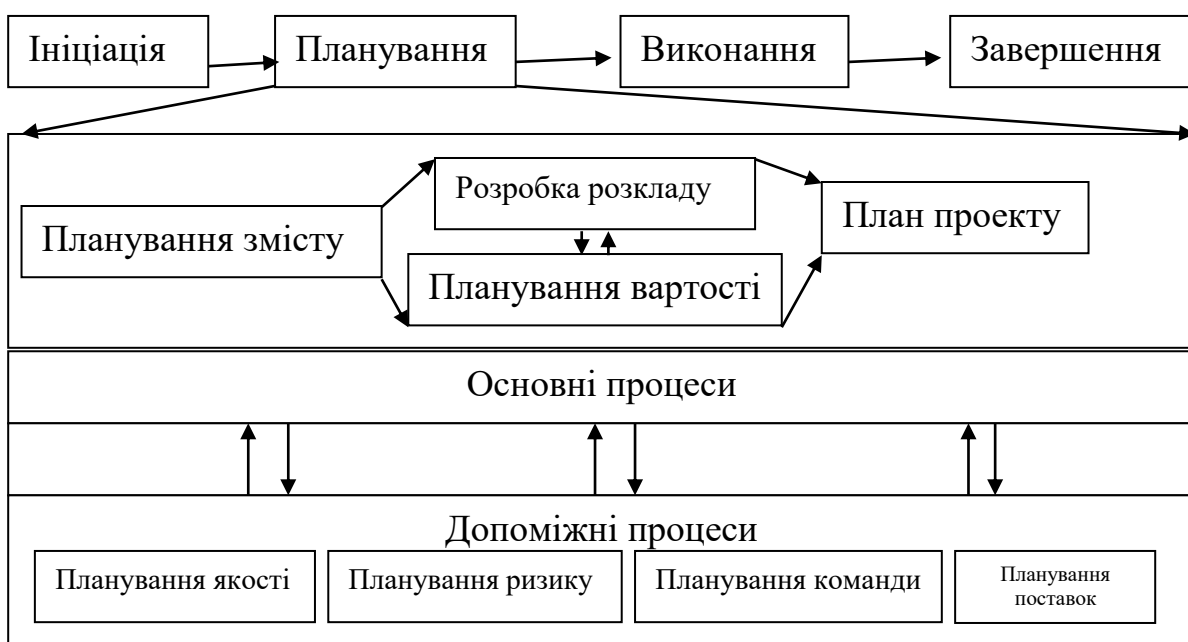 Ініціація
Планування
Виконання
Завершення
Розробка розкладу
Планування змісту
План проекту
Планування вартості
Основні процеси
Допоміжні процеси
Планування якості
Планування ризику
Планування команди
Планування
поставок